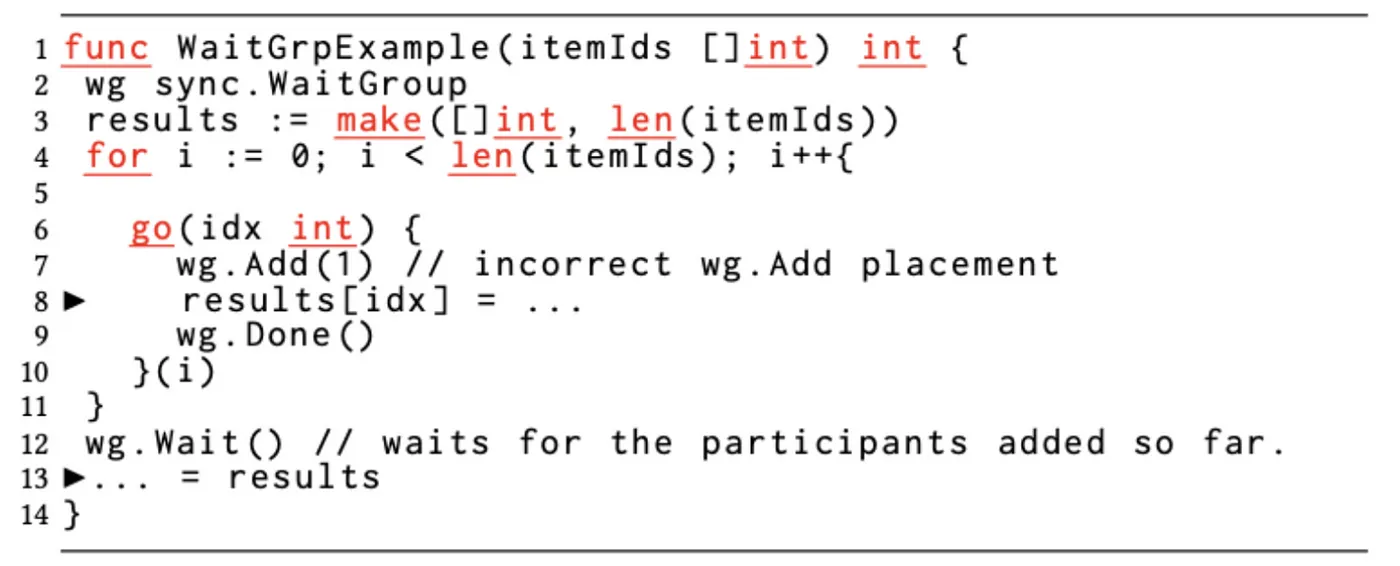 1 func WaitGrpExample(itemIds []int) int {
2 wg sync.WaitGroup
3 results := make([]int, len(itemIds))
4 for i := 0; i < len(itemIds); i++{
5
6 go(idx int) {
7 wg.Add(1) // incorrect wg.Add placement
8 ▶ results[idx] = ...
9 wg.Done()
10 }(i)
11 }
12 wg.Wait() // waits for the participants added so far.
13 ▶... = results
14 }